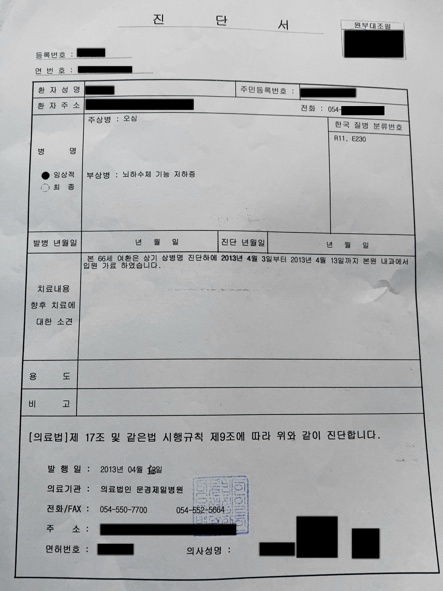 진 단 서
원부대조필
등록번호 :
연 번 호 :
환 자 성 명
주민등록번호 :
환 자 주 소
전화 : 054-
병 명
● 임상적
○ 최 종
주상병 : 오심
부상병 : 뇌하수체 기능 저하증
한국 질병 분류번호
R11, E230
발병 년월일
년 월 일
진단 년월일
년 월 일
치료내용
향후 치료에
대한 소견
본 66세 여환은 상기 상병명 진단하에 2013년 4월 3일부터 2013년 4월 13일까지 본원 내과에서
입원 가료 하였습니다.
용 도
비 고
[의료법]제 17조 및 같은법 시행규칙 제9조에 따라 위와 같이 진단합니다.
발 행 일 : 2013년 04월 일
의료기관 : 의료법인 문경제일병원
전화/FAX : 054-550-7700 054-552-5664
주 소 :
면허번호 :
의사성명 :